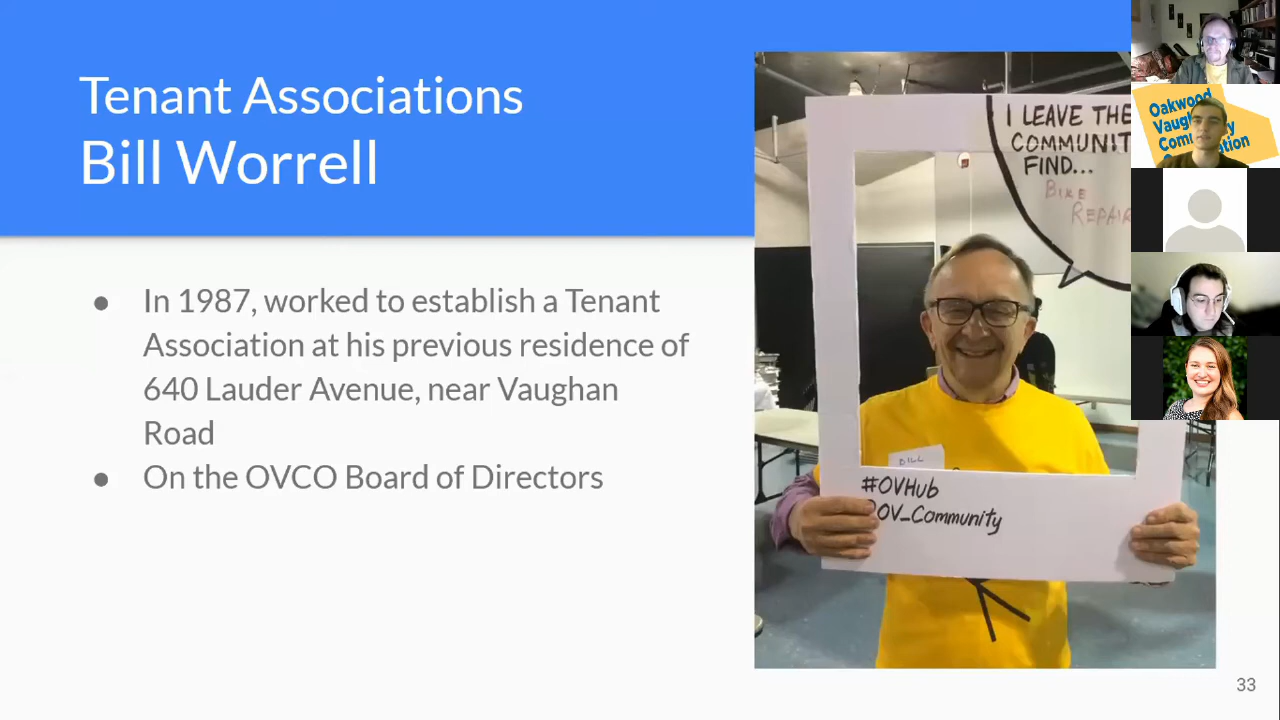 Tenant Associations
Bill Worrell
● In 1987, worked to establish a Tenant
Association at his previous residence of
640 Lauder Avenue, near Vaughan
Road
● On the OVCO Board of Directors
I LEAVE THE
COMMUNIT
FIND...
BIKE
REPAIR
BILL
#OVHub
OV_Community
Oakwood
33